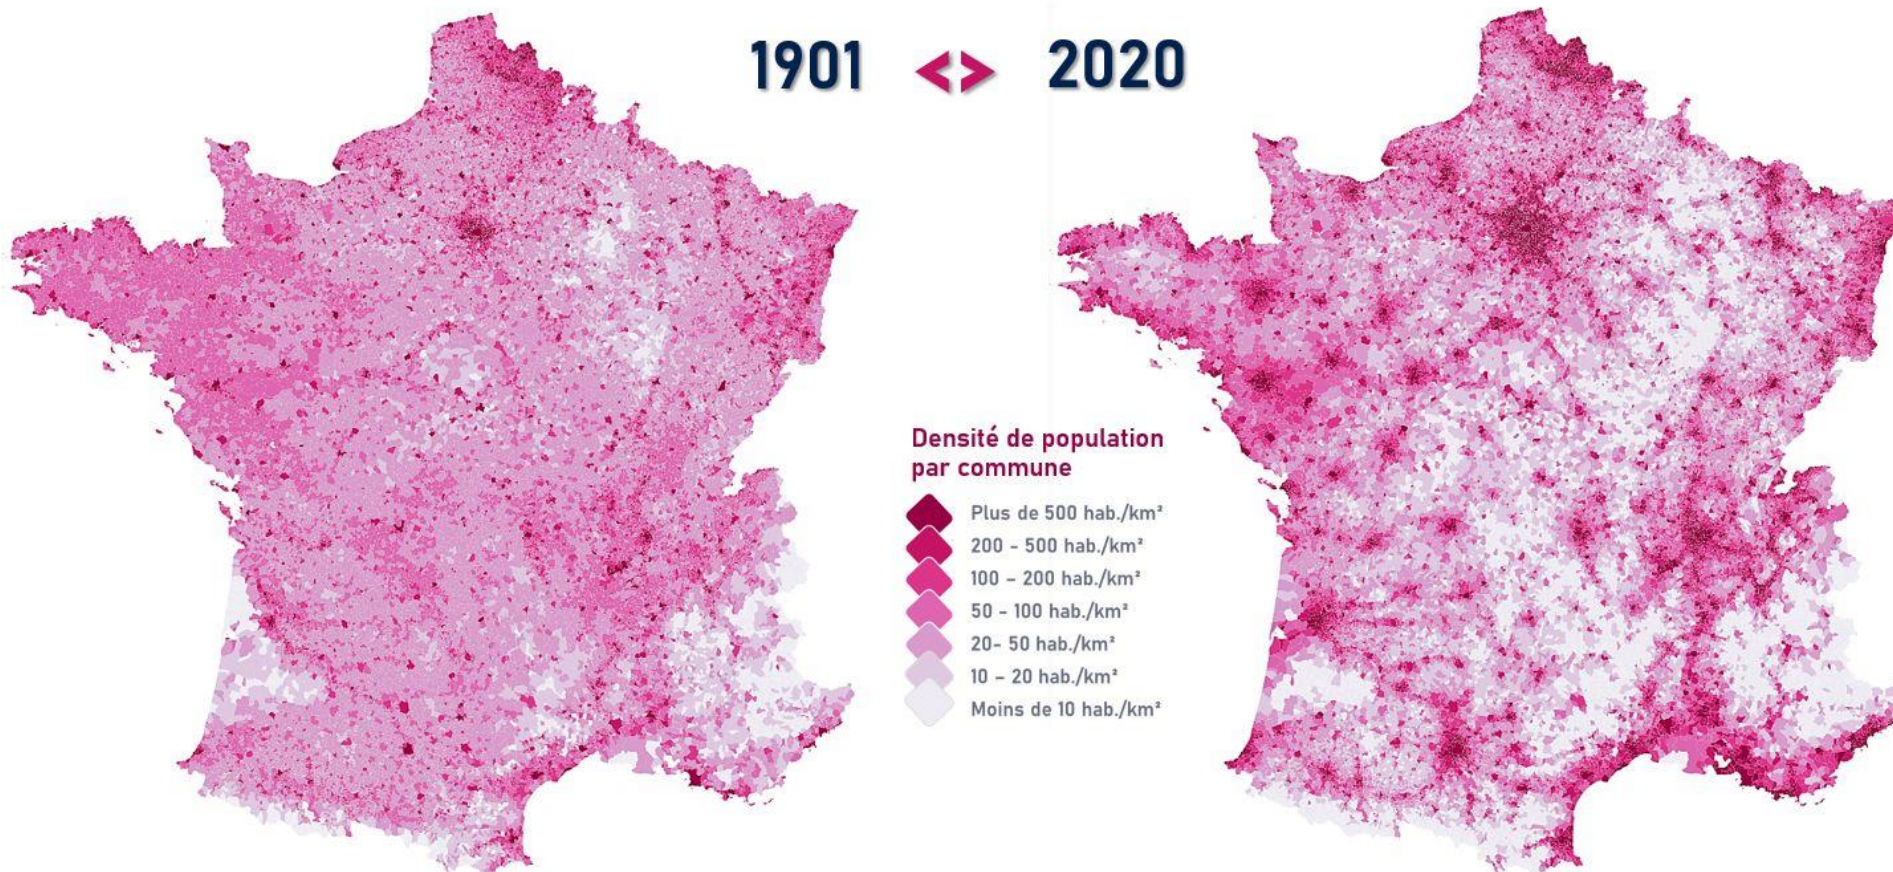 1901 <> 2020
Densité de population
par commune
Plus de 500 hab./km²
200 - 500 hab./km²
100 - 200 hab./km²
50 - 100 hab./km²
20- 50 hab./km²
10 - 20 hab./km²
Moins de 10 hab./km²